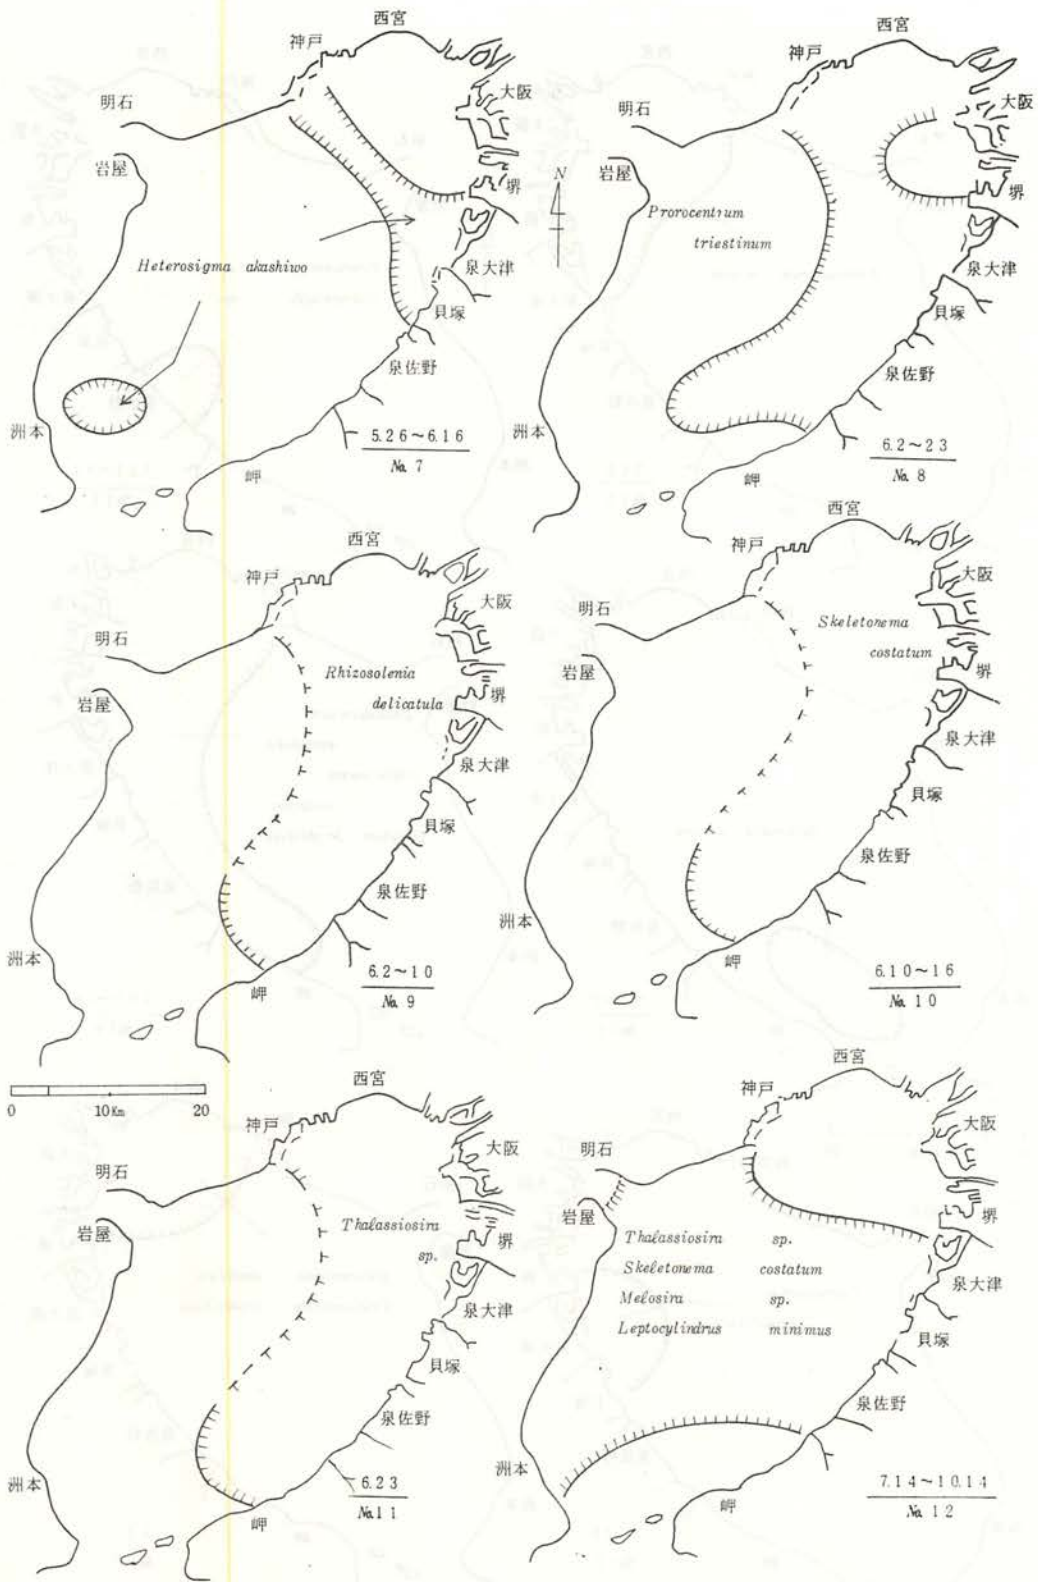 西宮
神戸
大阪
明石
堺
岩屋
Heterosigma akashiwo
泉大津
貝塚
泉佐野
洲本
岬
5.26～6.16
No. 7
西宮
神戸
大阪
明石
岩屋
N
堺
Prorocentrum
triestinum
泉大津
貝塚
泉佐野
洲本
岬
6.2～23
No. 8
西宮
神戸
大阪
明石
Rhizosolenia
delicatula
岩屋
堺
泉大津
貝塚
泉佐野
洲本
岬
6.2～10
No. 9
西宮
神戸
大阪
明石
Skeletonema
costatum
岩屋
堺
泉大津
貝塚
泉佐野
洲本
岬
6.10～16
No. 10
0 10Km 20
西宮
神戸
大阪
明石
岩屋
Thalassiosira
sp.
堺
泉大津
貝塚
泉佐野
洲本
岬
6.23
No. 11
西宮
神戸
大阪
明石
岩屋
堺
Thalassiosira sp.
Skeletonema costatum
Melosira sp.
Leptocylindrus minimus
泉大津
貝塚
泉佐野
洲本
岬
7.14～10.14
No. 12